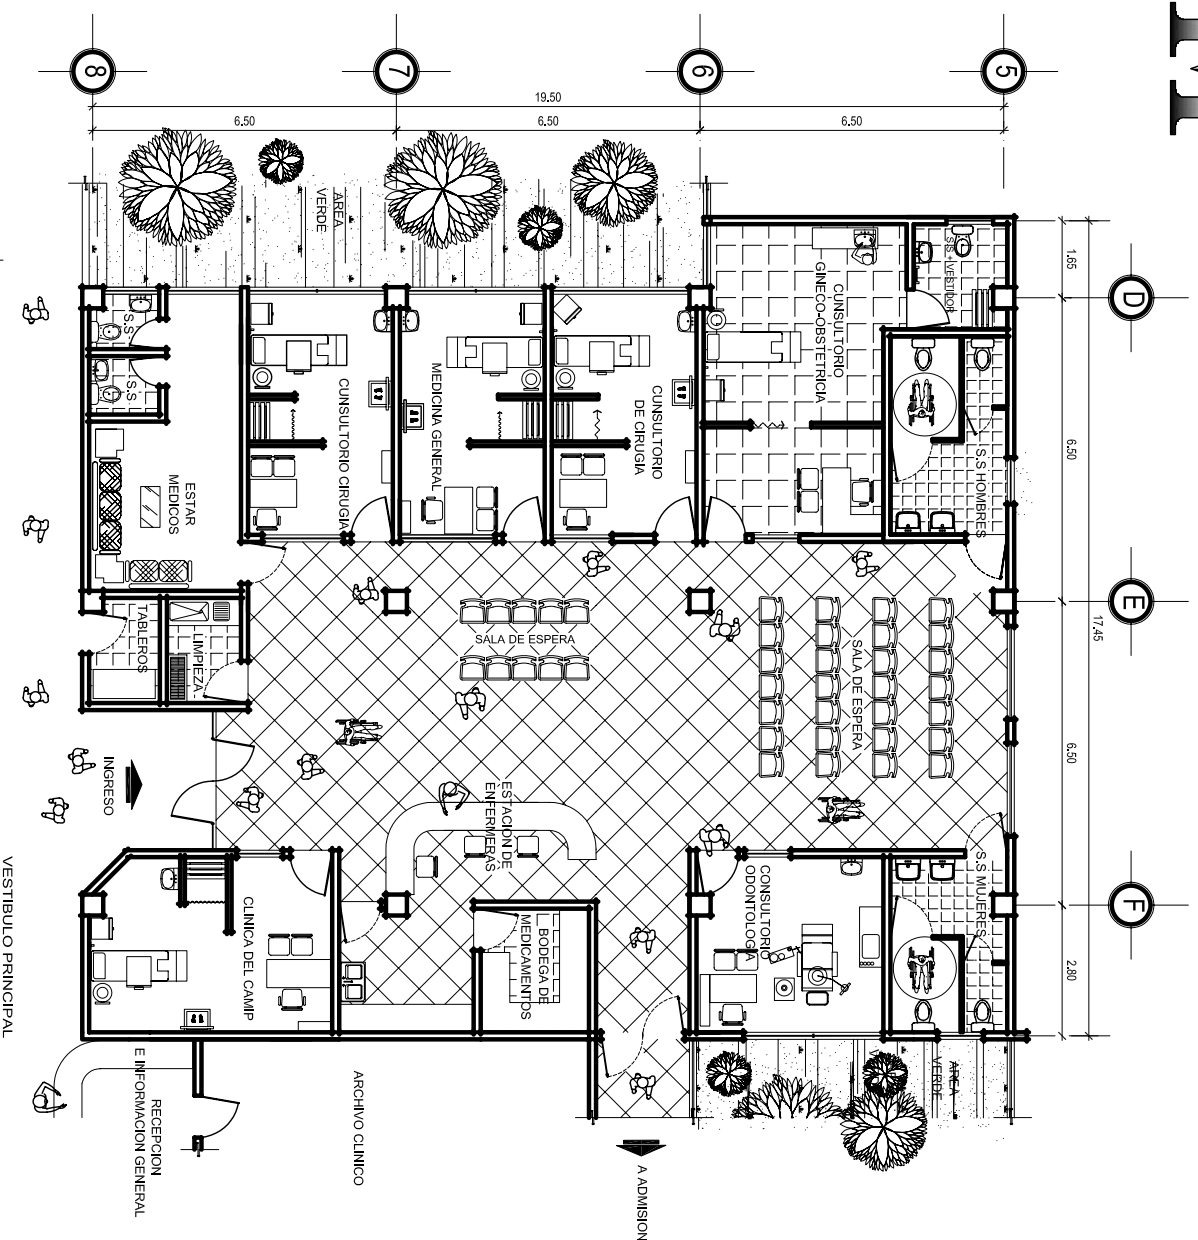 8
7
6
5
19.50
6.50
6.50
6.50
D
E
F
1.65
6.50
6.50
2.80
17.45
AREA
VERDE
S.S + VESTIDOR
CUNSULTORIO
GINECO-OBSTETRICA
S.S HOMBRES
S.S
S.S
CUNSULTORIO CIRUGIA
MEDICINA GENERAL
CUNSULTORIO
DE CIRUGIA
ESTAR
MEDICOS
TABLEROS
LIMPIEZA
SALA DE ESPERA
SALA DE ESPERA
INGRESO
ESTACION DE
ENFERMERAS
S.S MUJERES
CONSULTORIO
ODONTOLOGIA
CLINICA DEL CAMIP
BODEGA DE
MEDICAMENTOS
AREA
VERDE
VESTIBULO PRINCIPAL
RECEPCION
E INFORMACION GENERAL
ARCHIVO CLINICO
A ADMISION